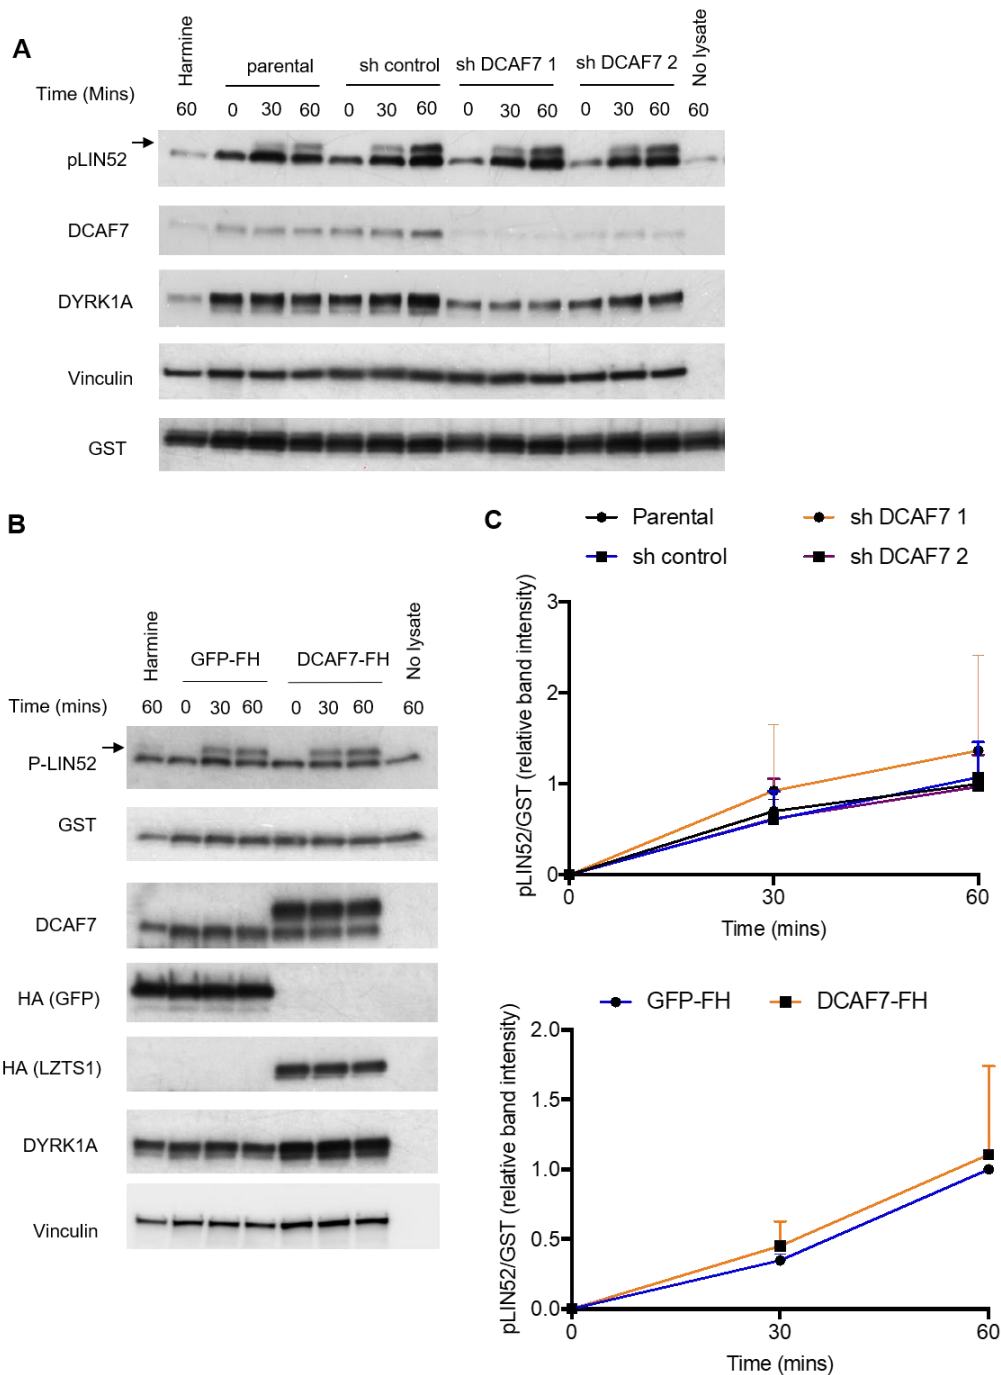 A
Harmine
parental
sh control
sh DCAF7 1
sh DCAF7 2
No lysate
Time (Mins)
60 0 30 60 0 30 60 0 30 60 0 30 60 60
pLIN52
DCAF7
DYRK1A
Vinculin
GST
B
Harmine
GFP-FH
DCAF7-FH
No lysate
Time (mins)
60 0 30 60 0 30 60 60
P-LIN52
GST
DCAF7
HA (GFP)
HA (LZTS1)
DYRK1A
Vinculin
C
Parental
sh DCAF7 1
sh control
sh DCAF7 2
pLIN52/GST (relative band intensity)
3
2
1
0
0 30 60
Time (mins)
GFP-FH
DCAF7-FH
pLIN52/GST (relative band intensity)
2.0
1.5
1.0
0.5
0.0
0 30 60
Time (mins)